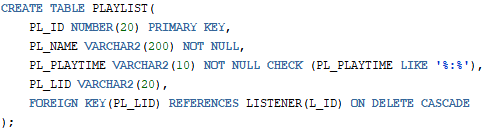 CREATE TABLE PLAYLIST(
PL_ID NUMBER(20) PRIMARY KEY,
PL_NAME VARCHAR2(200) NOT NULL,
PL_PLAYTIME VARCHAR2(10) NOT NULL CHECK (PL_PLAYTIME LIKE '%:%'),
PL_LID VARCHAR2(20),
FOREIGN KEY(PL_LID) REFERENCES LISTENER(L_ID) ON DELETE CASCADE
);